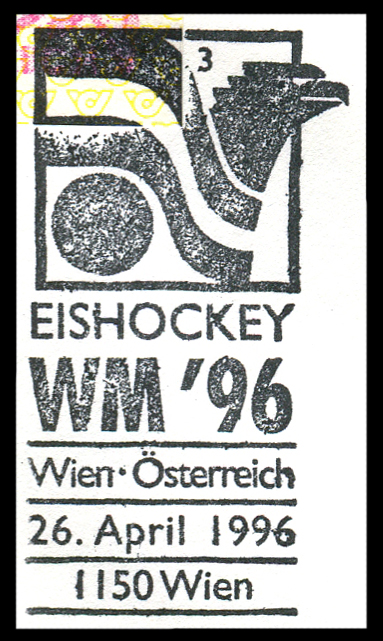 3
EISHOCKEY
WM '96
Wien · Österreich
26. April 1996
1150 Wien